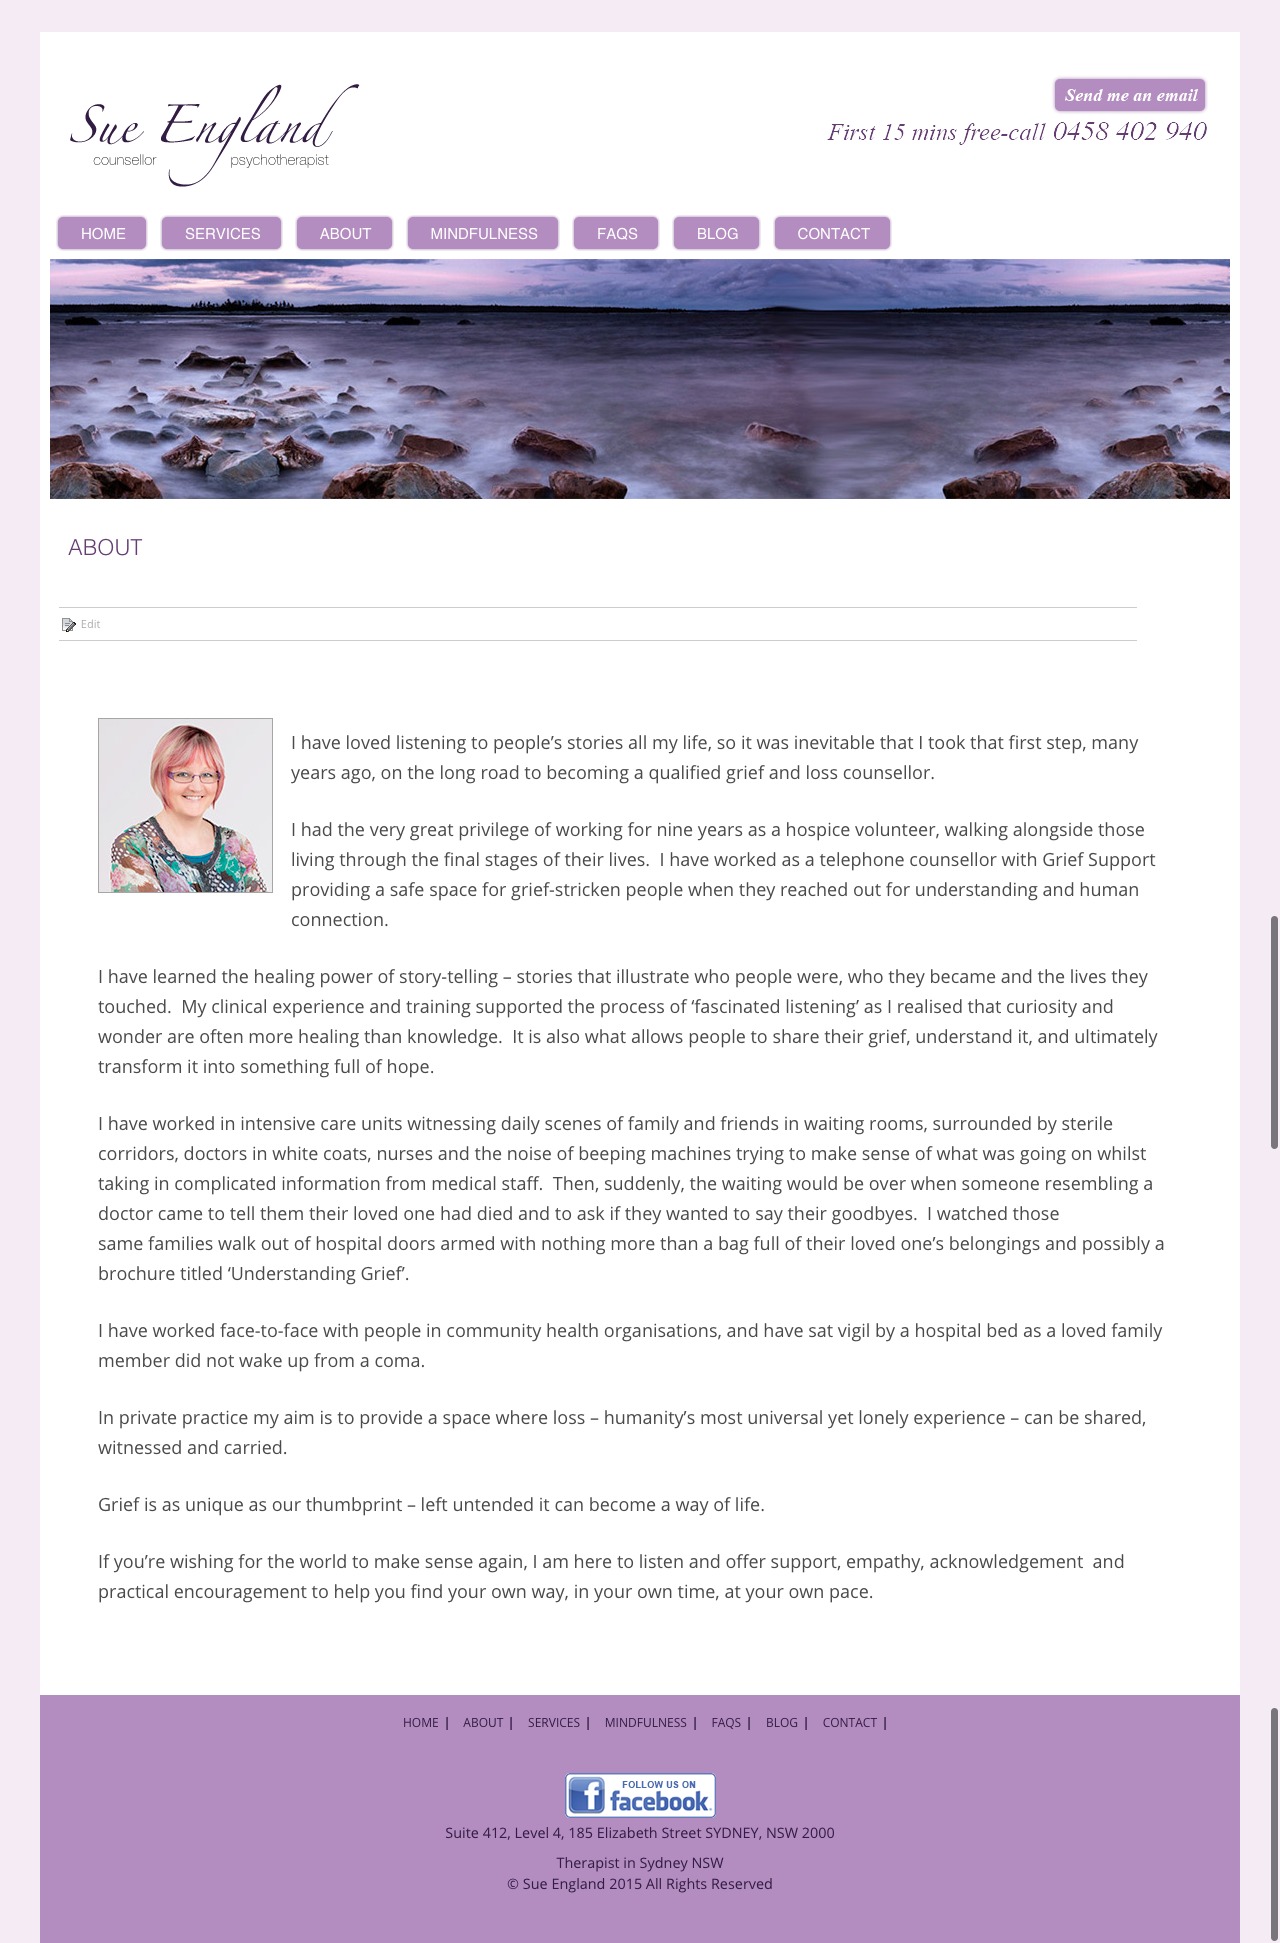 Sue England
counsellor psychotherapist
Send me an email
First 15 mins free-call 0458 402 940
HOME SERVICES ABOUT MINDFULNESS FAQS BLOG CONTACT
ABOUT
Edit
I have loved listening to people’s stories all my life, so it was inevitable that I took that first step, many
years ago, on the long road to becoming a qualified grief and loss counsellor.
I had the very great privilege of working for nine years as a hospice volunteer, walking alongside those
living through the final stages of their lives.  I have worked as a telephone counsellor with Grief Support
providing a safe space for grief-stricken people when they reached out for understanding and human
connection.
I have learned the healing power of story-telling – stories that illustrate who people were, who they became and the lives they
touched.  My clinical experience and training supported the process of ‘fascinated listening’ as I realised that curiosity and
wonder are often more healing than knowledge.  It is also what allows people to share their grief, understand it, and ultimately
transform it into something full of hope.
I have worked in intensive care units witnessing daily scenes of family and friends in waiting rooms, surrounded by sterile
corridors, doctors in white coats, nurses and the noise of beeping machines trying to make sense of what was going on whilst
taking in complicated information from medical staff.  Then, suddenly, the waiting would be over when someone resembling a
doctor came to tell them their loved one had died and to ask if they wanted to say their goodbyes.  I watched those
same families walk out of hospital doors armed with nothing more than a bag full of their loved one’s belongings and possibly a
brochure titled ‘Understanding Grief’.
I have worked face-to-face with people in community health organisations, and have sat vigil by a hospital bed as a loved family
member did not wake up from a coma.
In private practice my aim is to provide a space where loss – humanity’s most universal yet lonely experience – can be shared,
witnessed and carried.
Grief is as unique as our thumbprint – left untended it can become a way of life.
If you’re wishing for the world to make sense again, I am here to listen and offer support, empathy, acknowledgement  and
practical encouragement to help you find your own way, in your own time, at your own pace.
HOME | ABOUT | SERVICES | MINDFULNESS | FAQS | BLOG | CONTACT |
FOLLOW US ON
f facebook.
Suite 412, Level 4, 185 Elizabeth Street SYDNEY, NSW 2000
Therapist in Sydney NSW
© Sue England 2015 All Rights Reserved